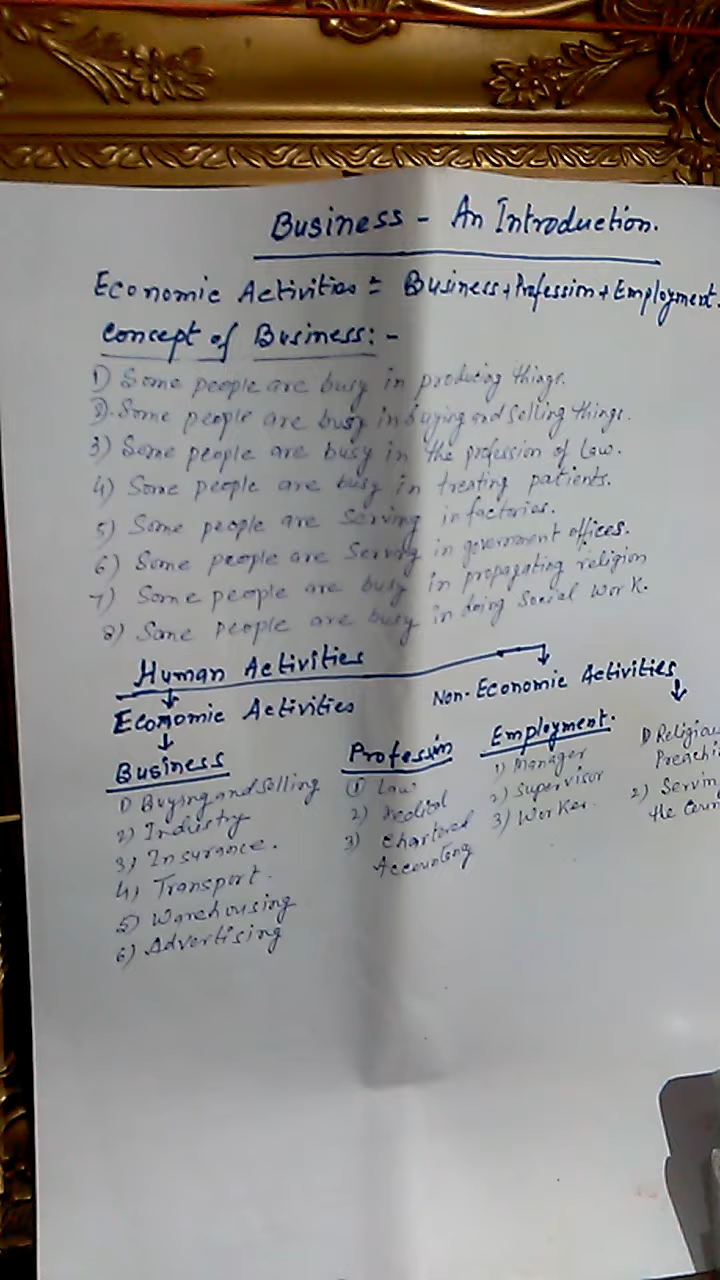 Business - An Introduction.
Economic Activities = Business + Profession + Employment.
Concept of Business: -
1) Some people are busy in producing things.
2) Some people are busy in buying and selling things.
3) Some people are busy in the profession of Law.
4) Some people are busy in treating patients.
5) Some people are serving in factories.
6) Some people are serving in government offices.
7) Some people are busy in propagating religion
8) Some people are busy in doing Social work.
Human Activities
Economic Activities Non-Economic Activities
Business Profession Employment.
1) Buying and selling 1) Law 1) Manager 1) Religiou
2) Industry 2) Medical 2) Supervisor Preachi
3) Insurance. 3) Chartered 3) Worker. 2) Servin
4) Transport. Accounting the Coun
5) Warehousing
6) Advertising